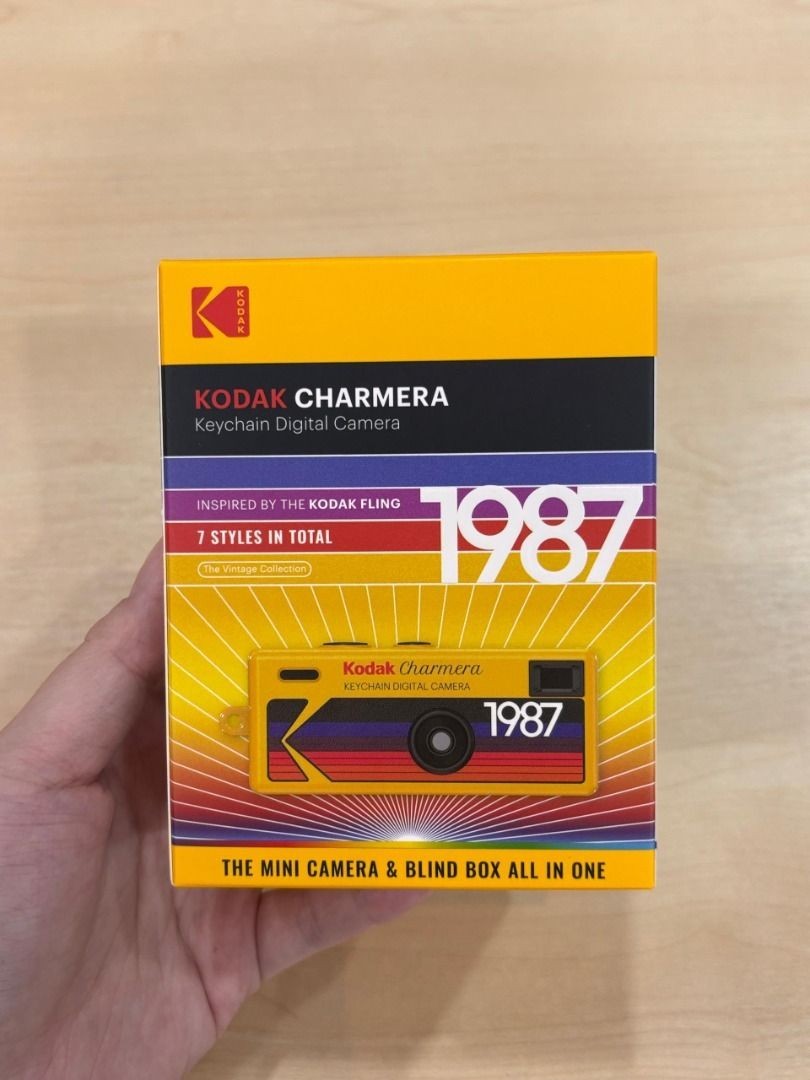 KODAK
KODAK CHARMERA
Keychain Digital Camera
INSPIRED BY THE KODAK FLING
1987
7 STYLES IN TOTAL
The Vintage Collection
Kodak Charmera
KEYCHAIN DIGITAL CAMERA
1987
THE MINI CAMERA & BLIND BOX ALL IN ONE